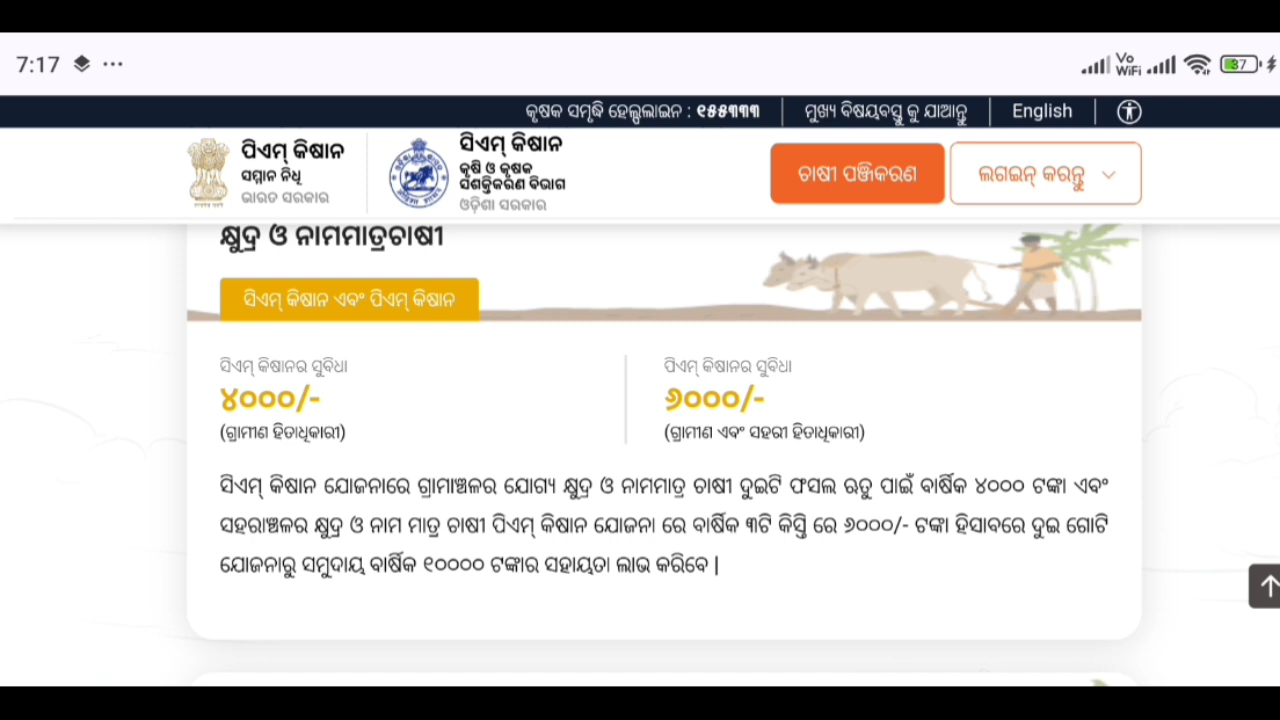 7:17
Vo WiFi
37
କୃଷକ ସମୃଦ୍ଧି ହେଲ୍ପଲାଇନ : ୧୫୫୩୩୩
ମୁଖ୍ୟ ବିଷୟବସ୍ତୁ କୁ ଯାଆନ୍ତୁ
English
ପିଏମ୍ କିଷାନ
ସମ୍ମାନ ନିଧି
ଭାରତ ସରକାର
ସିଏମ୍ କିଷାନ
କୃଷି ଓ କୃଷକ
ସଶକ୍ତିକରଣ ବିଭାଗ
ଓଡ଼ିଶା ସରକାର
ଚାଷୀ ପଞ୍ଜିକରଣ
ଲଗଇନ୍ କରନ୍ତୁ
କ୍ଷୁଦ୍ର ଓ ନାମମାତ୍ରଚାଷୀ
ସିଏମ୍ କିଷାନ ଏବଂ ପିଏମ୍ କିଷାନ
ସିଏମ୍ କିଷାନର ସୁବିଧା
୪୦୦୦/-
(ଗ୍ରାମୀଣ ହିତାଧିକାରୀ)
ପିଏମ୍ କିଷାନର ସୁବିଧା
୬୦୦୦/-
(ଗ୍ରାମୀଣ ଏବଂ ସହରୀ ହିତାଧିକାରୀ)
ସିଏମ୍ କିଷାନ ଯୋଜନାରେ ଗ୍ରାମାଞ୍ଚଳର ଯୋଗ୍ୟ କ୍ଷୁଦ୍ର ଓ ନାମମାତ୍ର ଚାଷୀ ଦୁଇଟି ଫସଲ ଋତୁ ପାଇଁ ବାର୍ଷିକ ୪୦୦୦ ଟଙ୍କା ଏବଂ
ସହରାଞ୍ଚଳର କ୍ଷୁଦ୍ର ଓ ନାମ ମାତ୍ର ଚାଷୀ ପିଏମ୍ କିଷାନ ଯୋଜନା ରେ ବାର୍ଷିକ ୩ଟି କିସ୍ତି ରେ ୬୦୦୦/- ଟଙ୍କା ହିସାବରେ ଦୁଇ ଗୋଟି
ଯୋଜନାରୁ ସମୁଦାୟ ବାର୍ଷିକ ୧୦୦୦୦ ଟଙ୍କାର ସହାୟତା ଲାଭ କରିବେ |